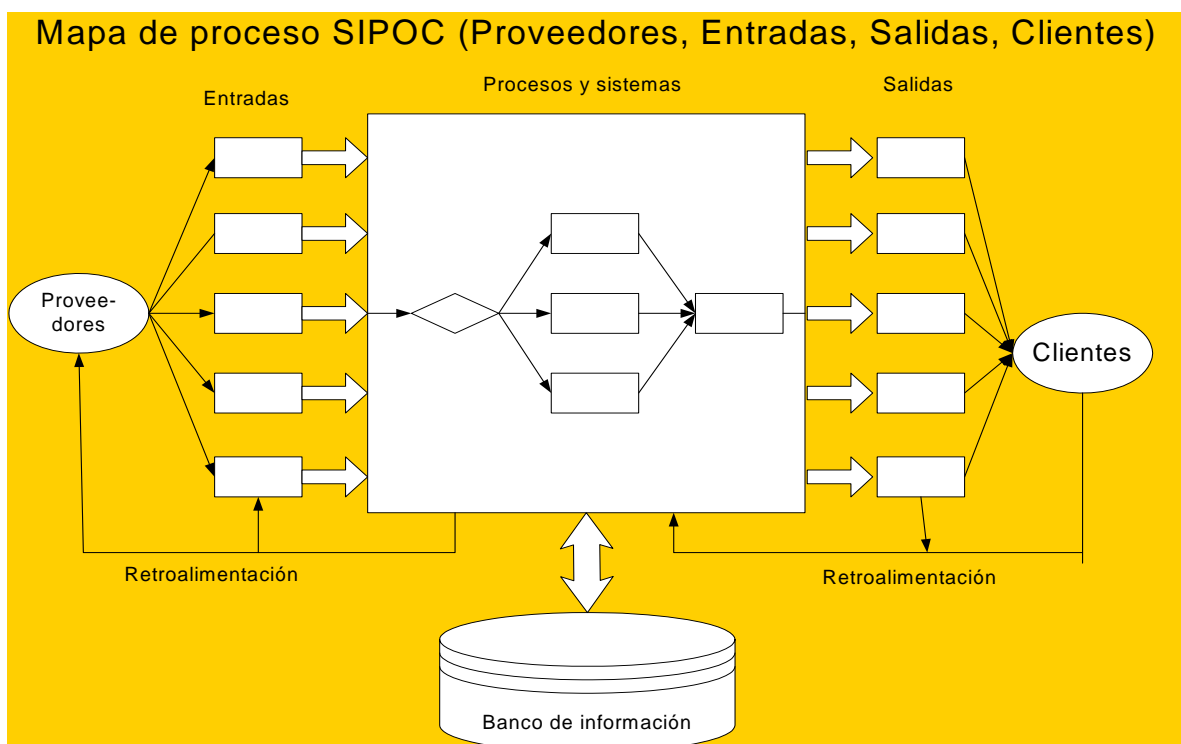 Mapa de proceso SIPOC (Proveedores, Entradas, Salidas, Clientes)
Entradas
Procesos y sistemas
Salidas
Provee-
dores
Clientes
Retroalimentación
Retroalimentación
Banco de información